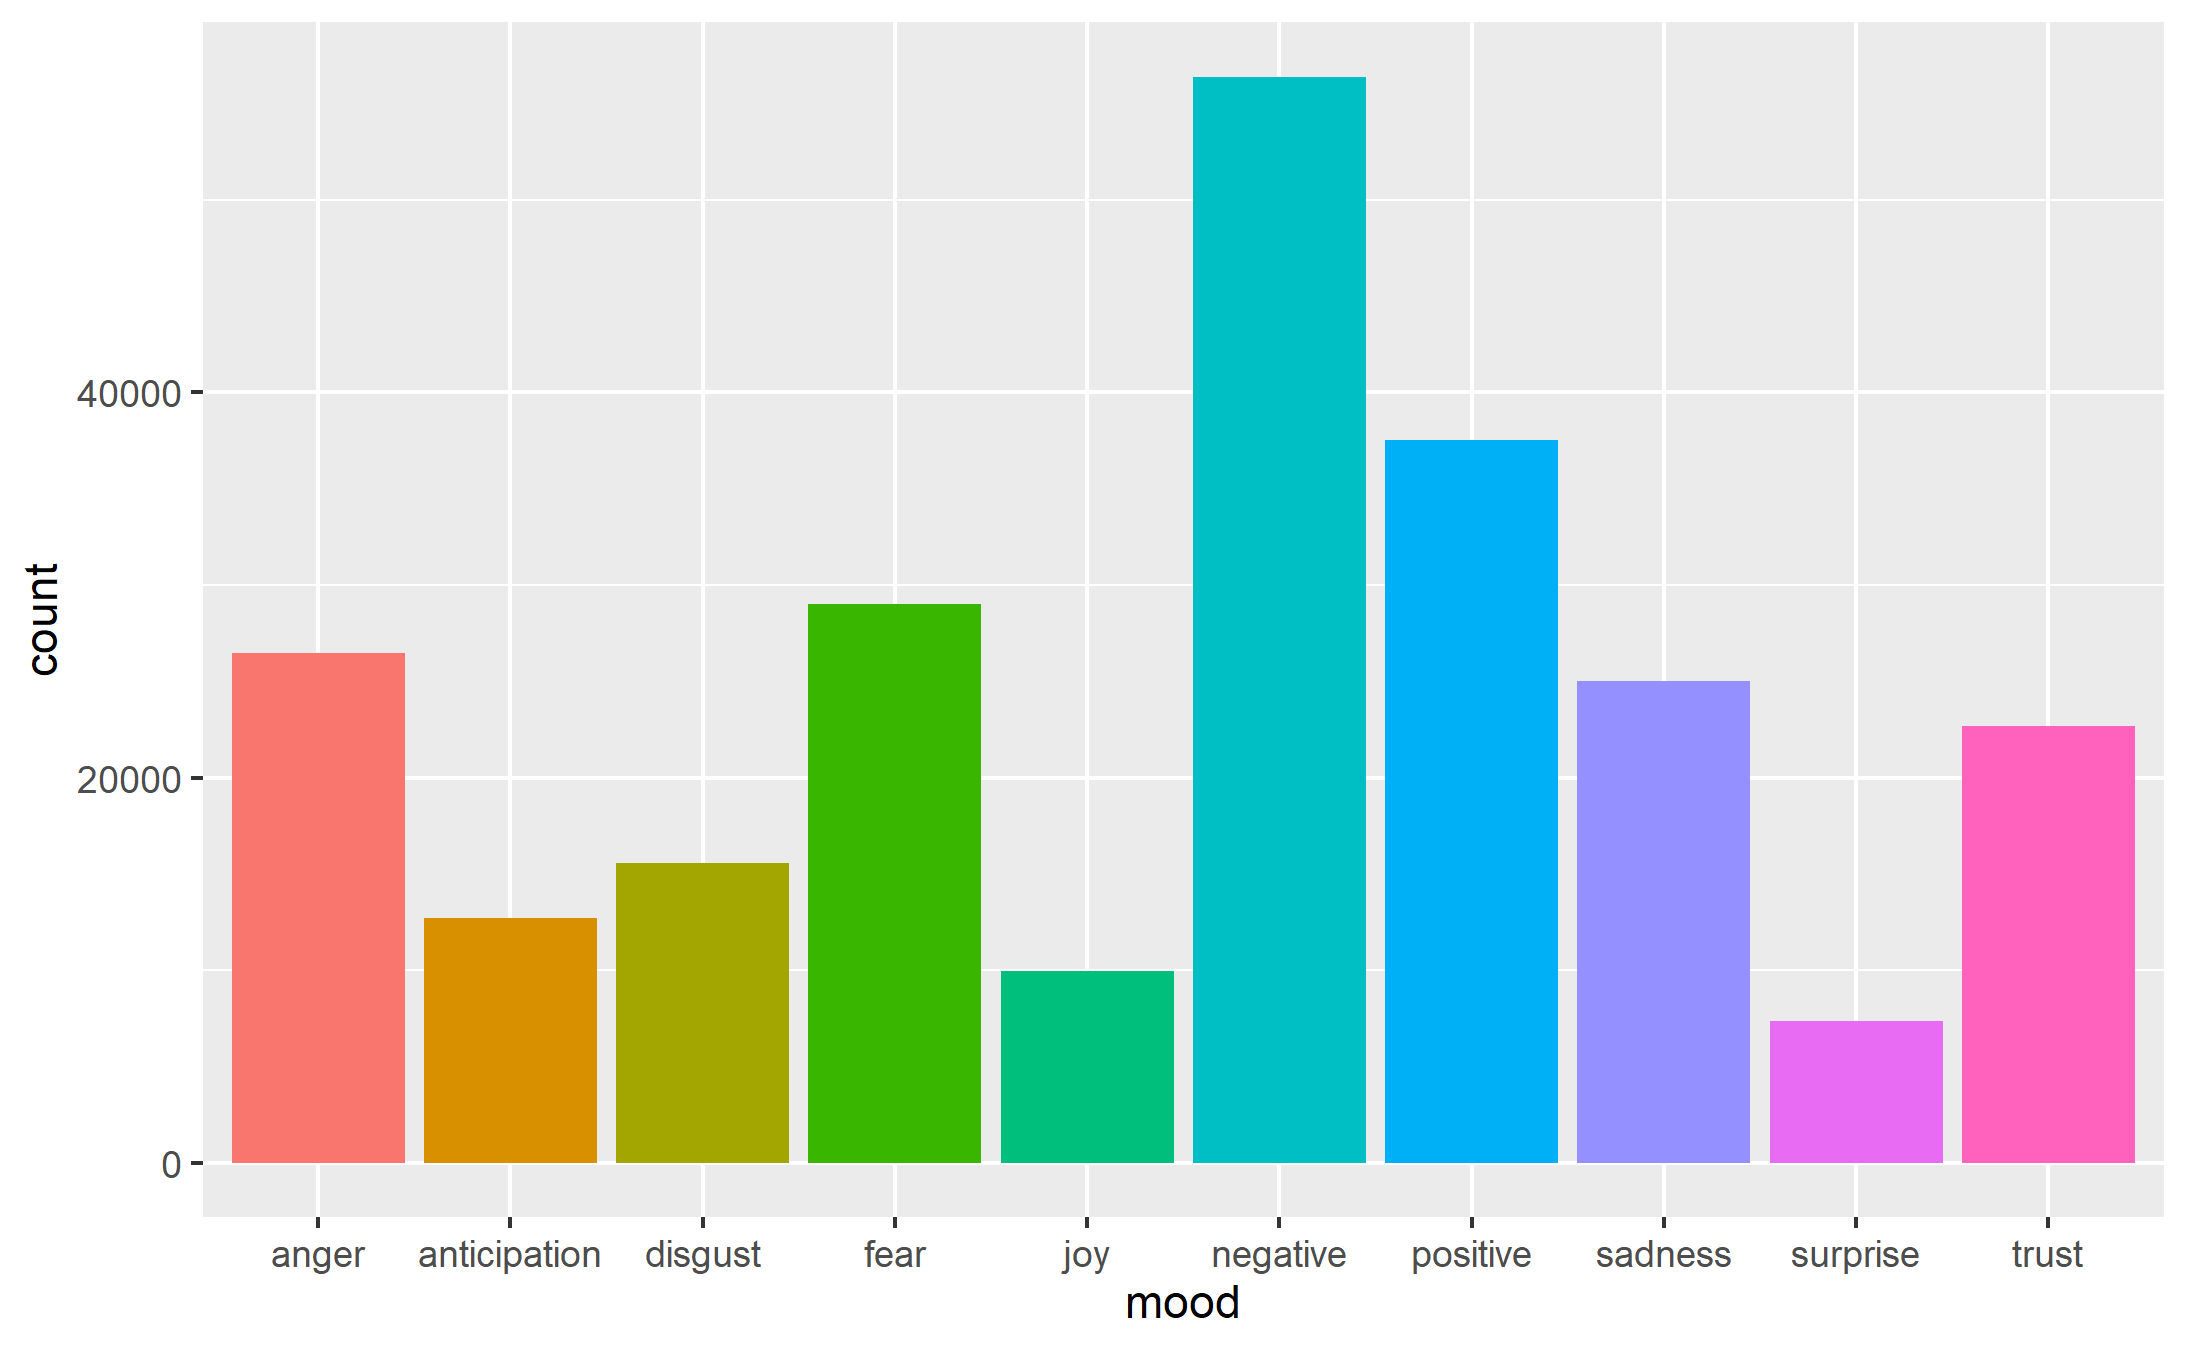 count
40000
20000
0
anger anticipation disgust fear joy negative positive sadness surprise trust
mood